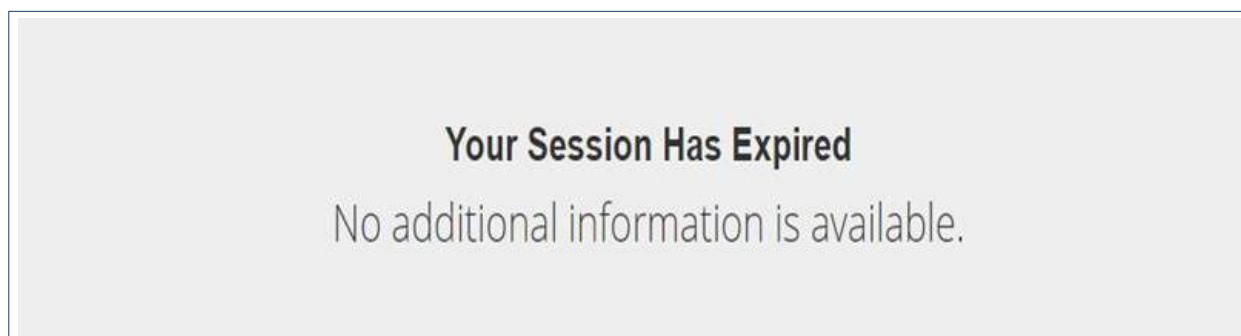 Your Session Has Expired
No additional information is available.